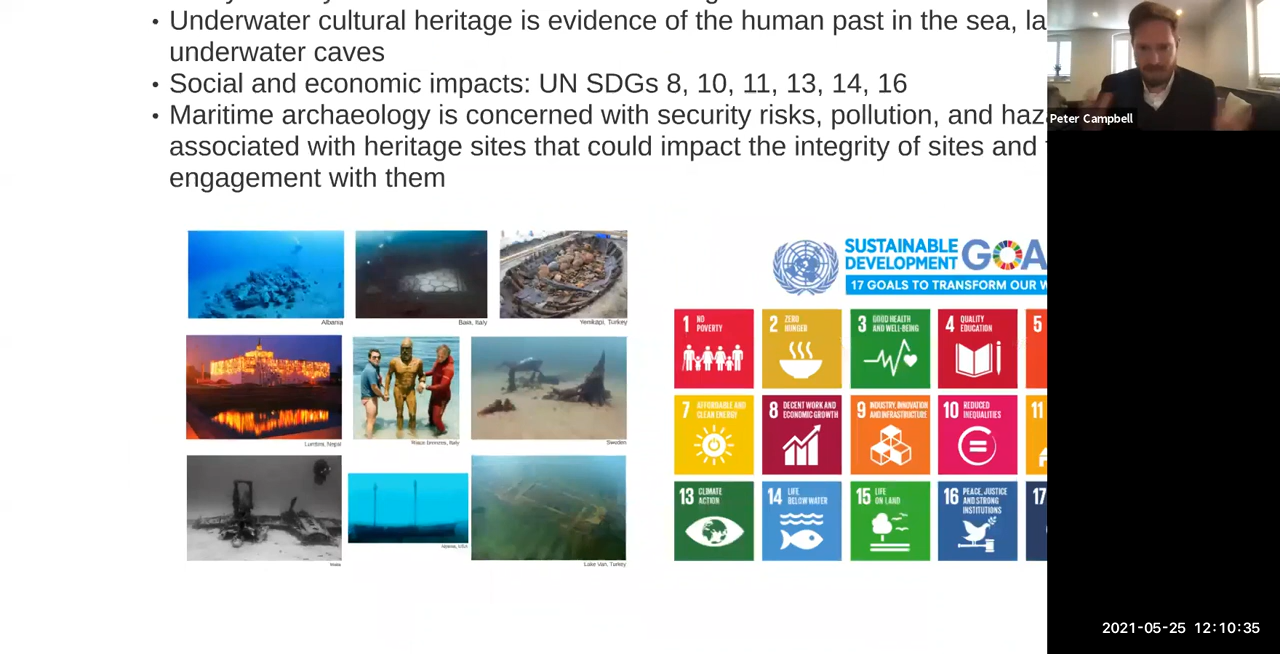 • Underwater cultural heritage is evidence of the human past in the sea, la
underwater caves
• Social and economic impacts: UN SDGs 8, 10, 11, 13, 14, 16
• Maritime archaeology is concerned with security risks, pollution, and haz
associated with heritage sites that could impact the integrity of sites and
engagement with them
Peter Campbell
Albania
Baia, Italy
Yenikapi, Turkey
Sweden
Lake Van, Turkey
SUSTAINABLE
DEVELOPMENT GOA
17 GOALS TO TRANSFORM OUR W
1 NO
POVERTY
2 ZERO
HUNGER
3 GOOD HEALTH
AND WELL-BEING
4 QUALITY
EDUCATION
5
7 AFFORDABLE AND
CLEAN ENERGY
8 DECENT WORK AND
ECONOMIC GROWTH
9 INDUSTRY, INNOVATION
AND INFRASTRUCTURE
10 REDUCED
INEQUALITIES
11
13 CLIMATE
ACTION
14 LIFE
BELOW WATER
15 LIFE
ON LAND
16 PEACE, JUSTICE
AND STRONG
INSTITUTIONS
17
2021-05-25 12:10:35